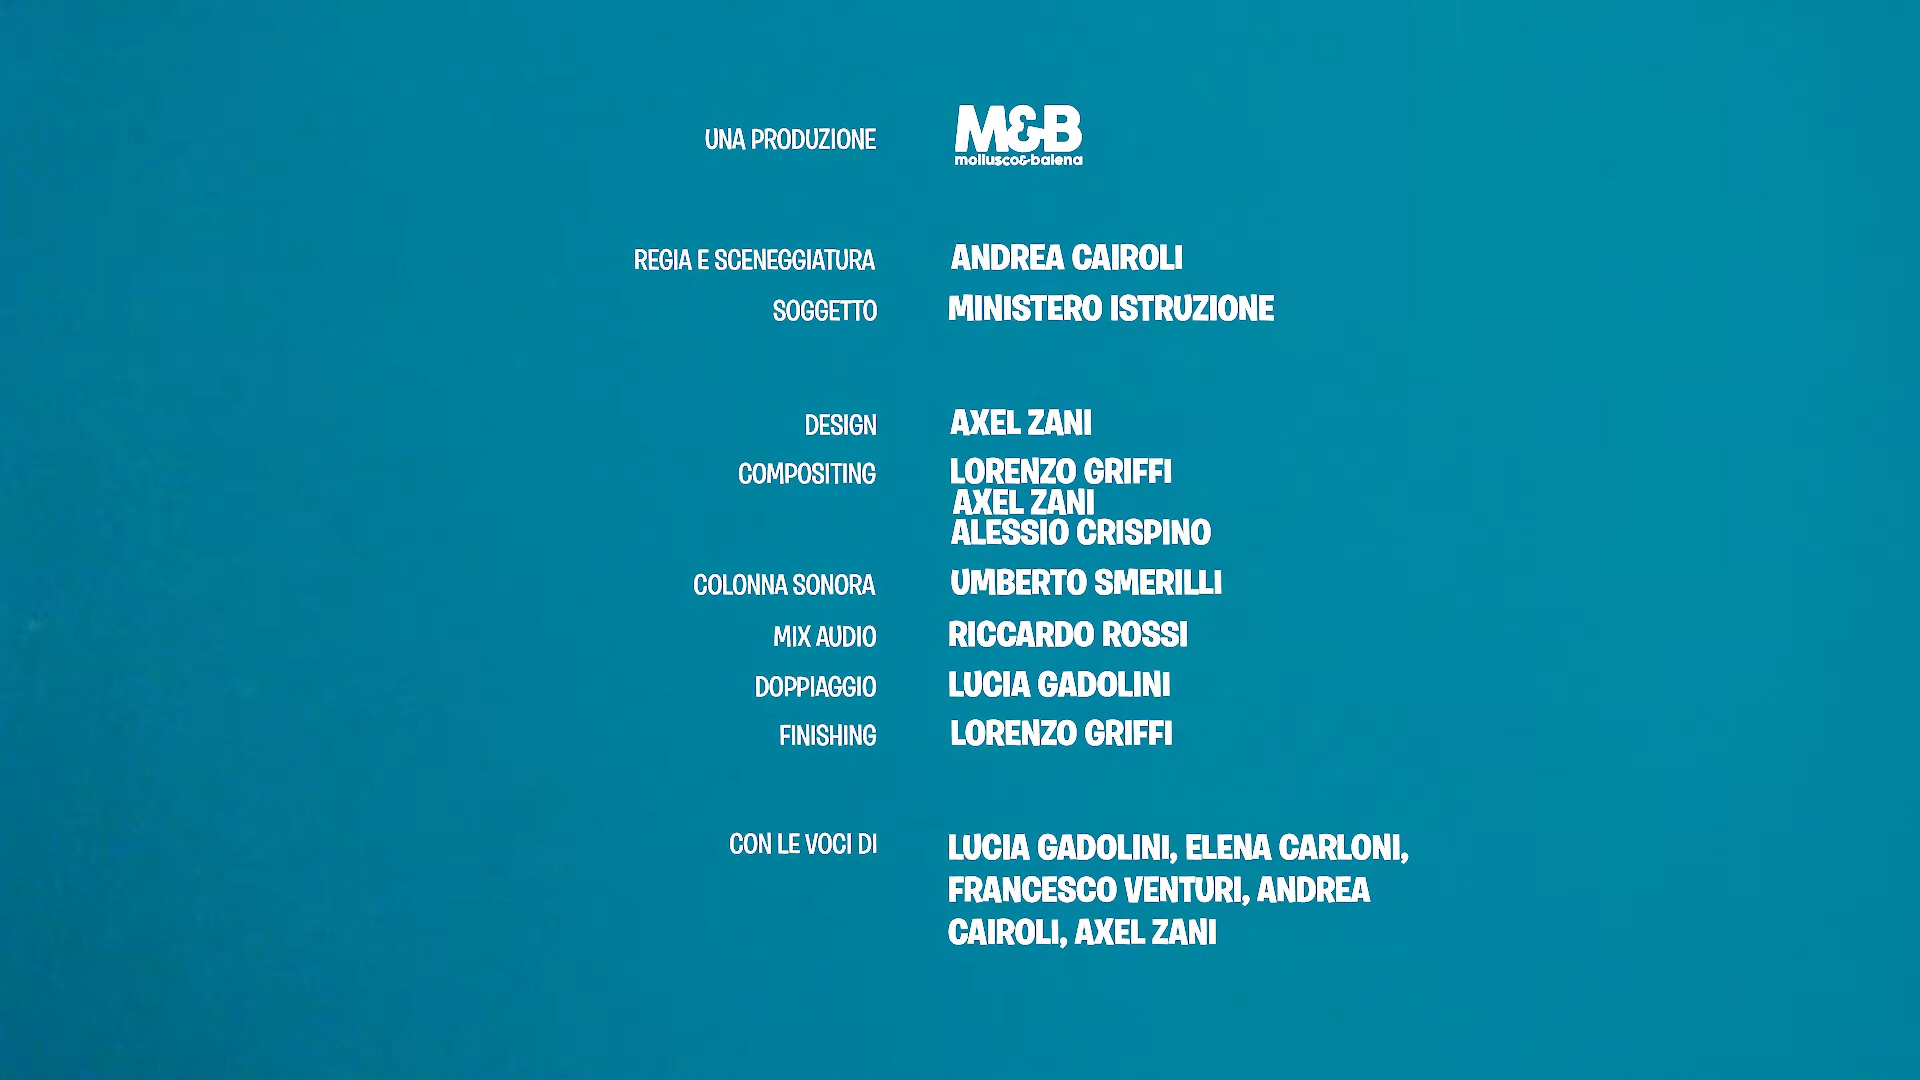 UNA PRODUZIONE M&B
mollusco&balena
REGIA E SCENEGGIATURA ANDREA CAIROLI
SOGGETTO MINISTERO ISTRUZIONE
DESIGN AXEL ZANI
COMPOSITING LORENZO GRIFFI
AXEL ZANI
ALESSIO CRISPINO
COLONNA SONORA UMBERTO SMERILLI
MIX AUDIO RICCARDO ROSSI
DOPPIAGGIO LUCIA GADOLINI
FINISHING LORENZO GRIFFI
CON LE VOCI DI LUCIA GADOLINI, ELENA CARLONI,
FRANCESCO VENTURI, ANDREA
CAIROLI, AXEL ZANI